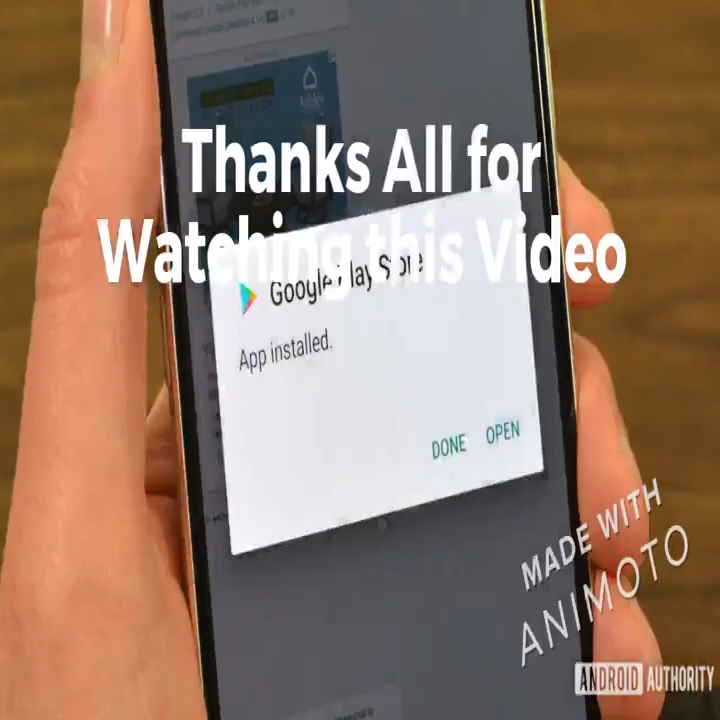 Thanks All for
Watching this Video
Google Play Store
App installed.
DONE OPEN
MADE WITH
ANIMOTO
ANDROID AUTHORITY